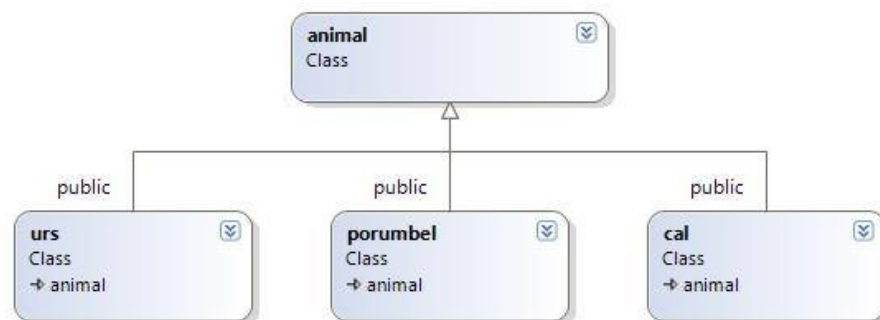 animal
Class
public
public
public
urs
Class
animal
porumbel
Class
animal
cal
Class
animal